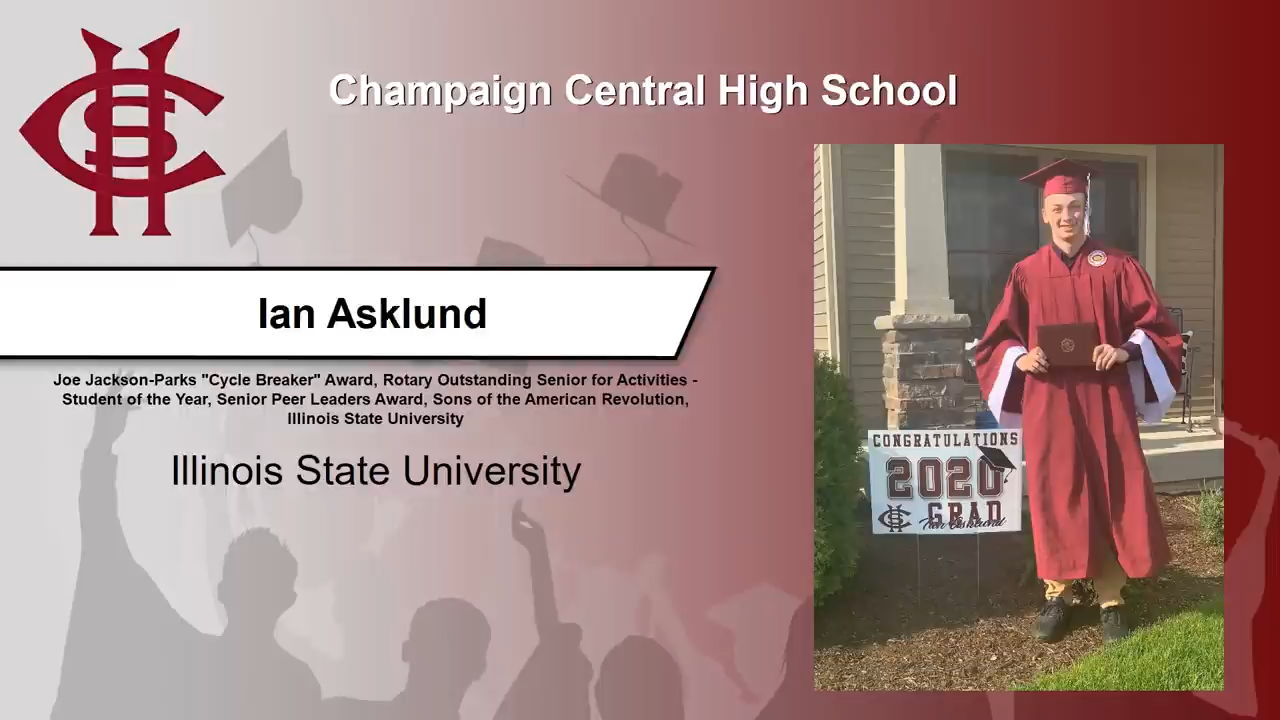 Champaign Central High School
Ian Asklund
Joe Jackson-Parks "Cycle Breaker" Award, Rotary Outstanding Senior for Activities -
Student of the Year, Senior Peer Leaders Award, Sons of the American Revolution,
Illinois State University
Illinois State University
CONGRATULATIONS
2020
GRAD
Ian Asklund